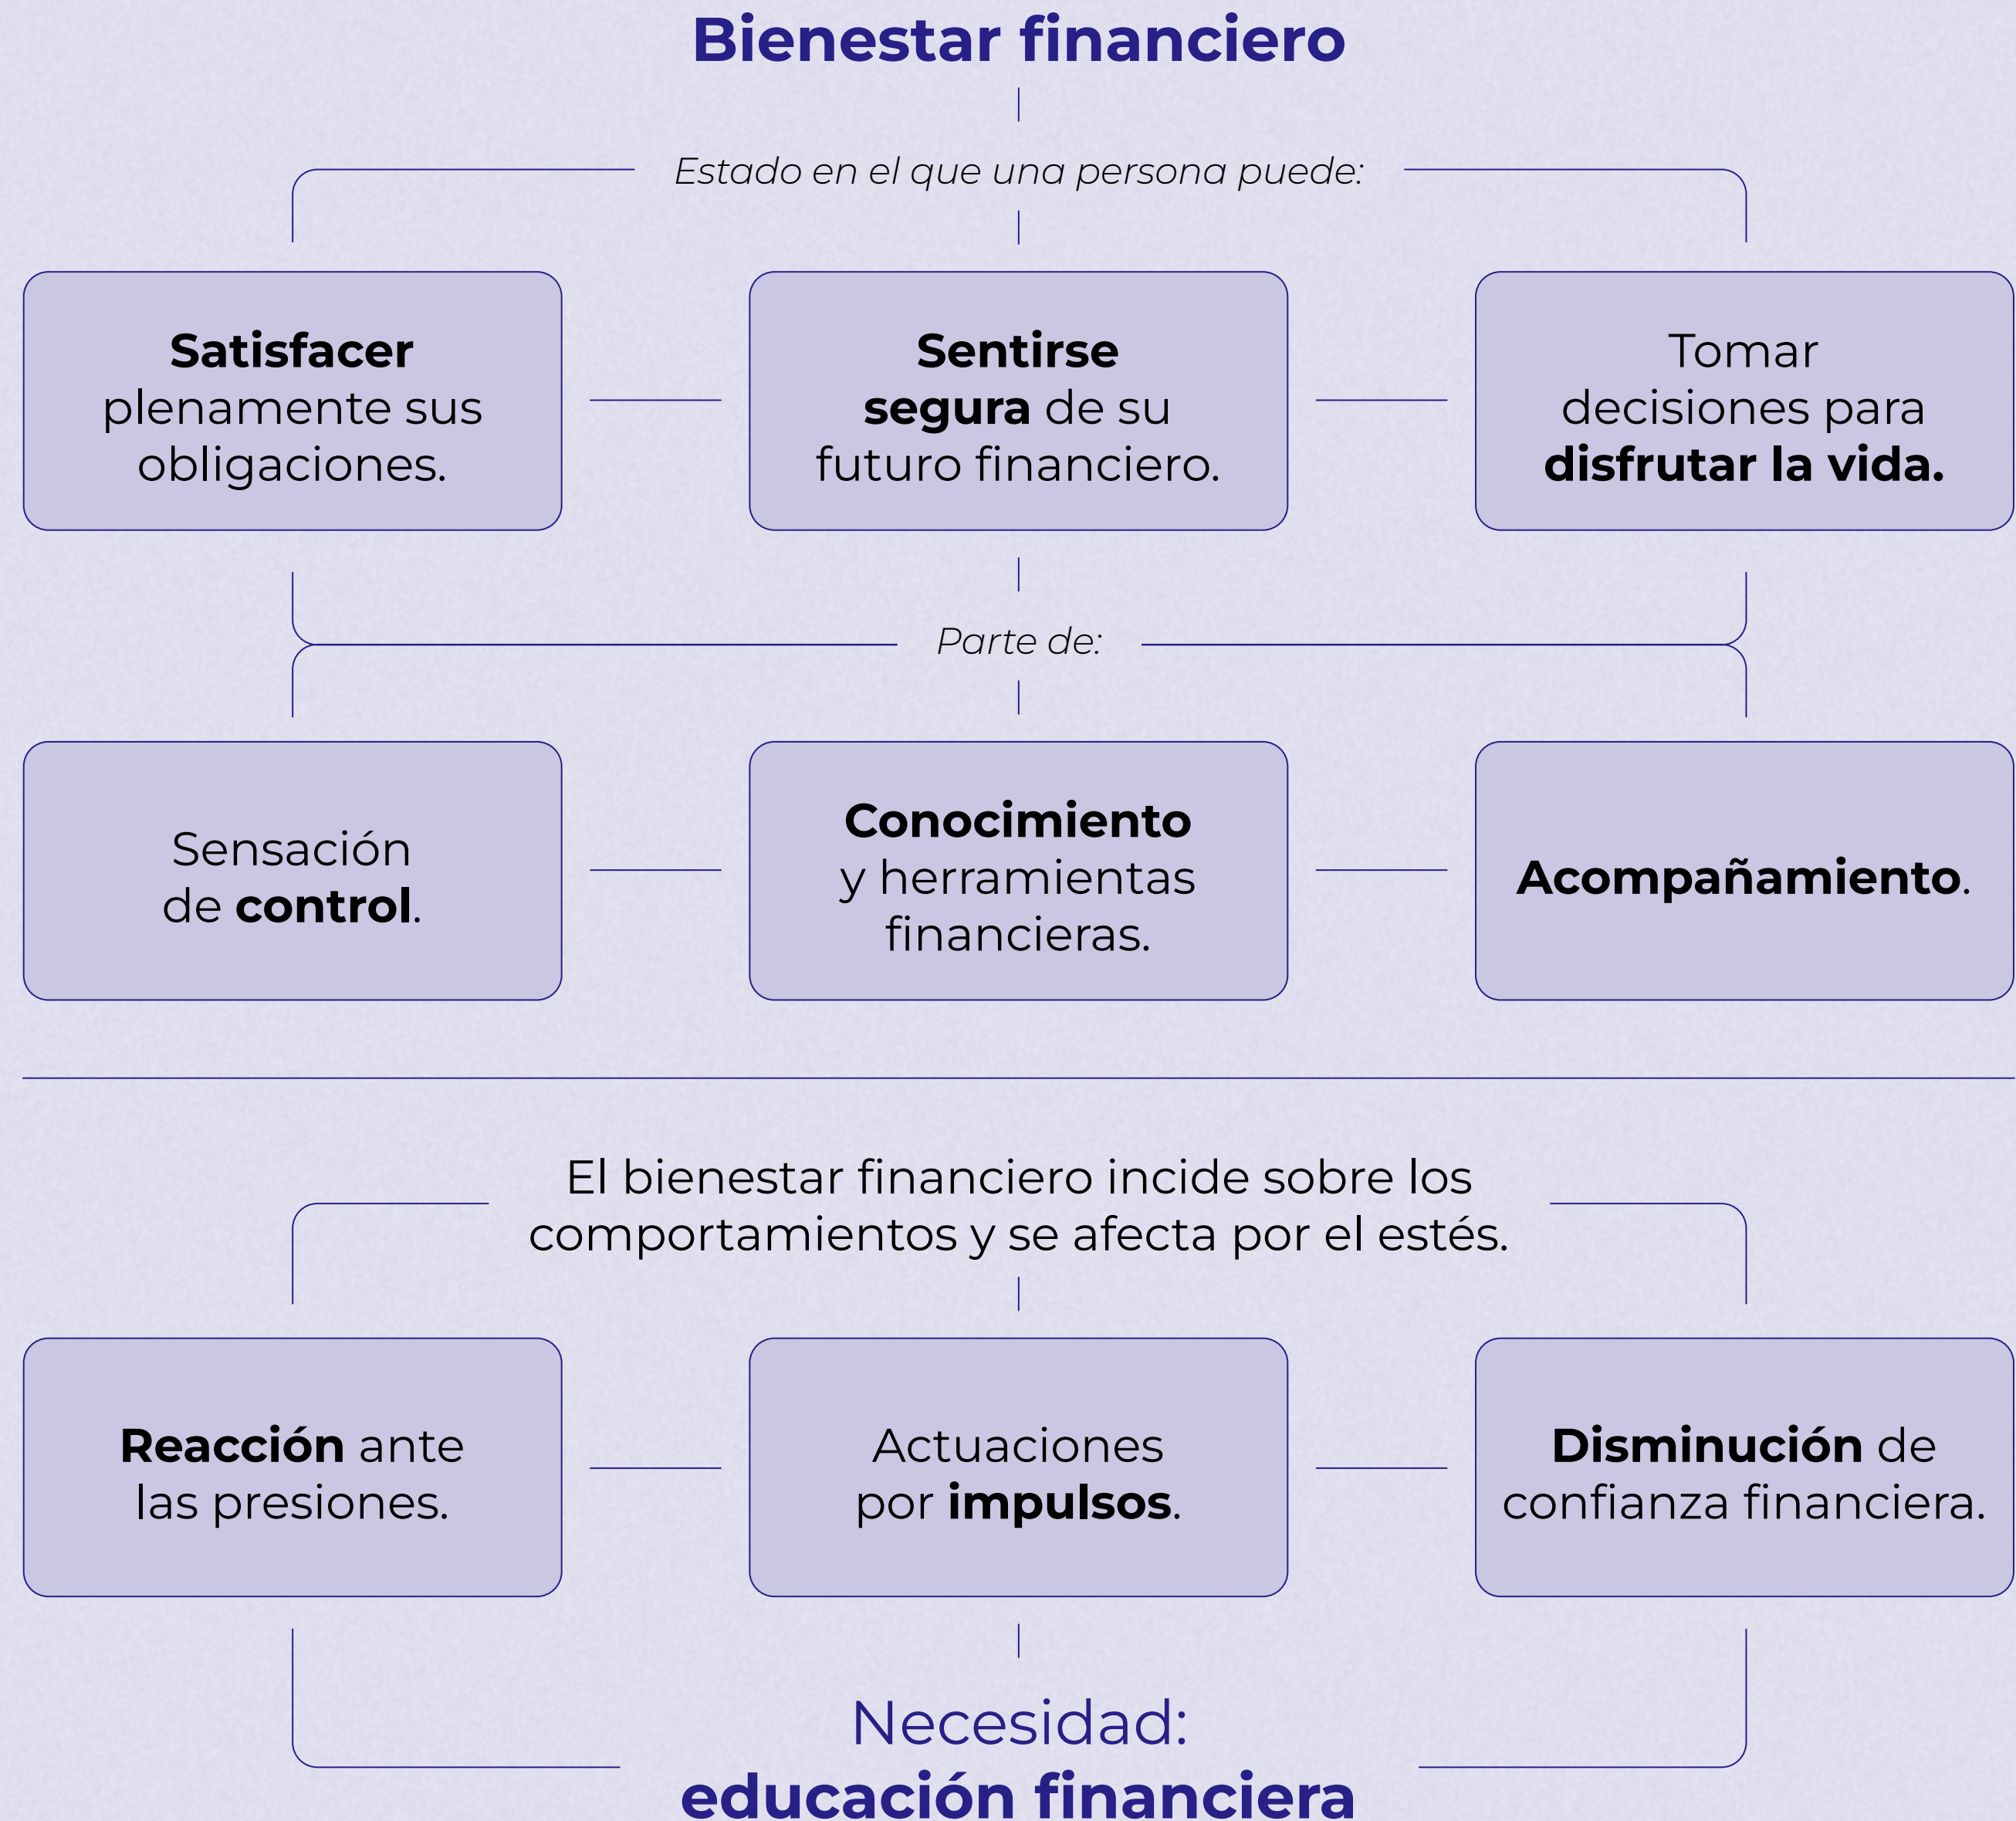 Bienestar financiero
Estado en el que una persona puede:
Satisfacer
plenamente sus
obligaciones.
Sentirse
segura de su
futuro financiero.
Tomar
decisiones para
disfrutar la vida.
Parte de:
Sensación
de control.
Conocimiento
y herramientas
financieras.
Acompañamiento.
El bienestar financiero incide sobre los
comportamientos y se afecta por el estés.
Reacción ante
las presiones.
Actuaciones
por impulsos.
Disminución de
confianza financiera.
Necesidad:
educación financiera